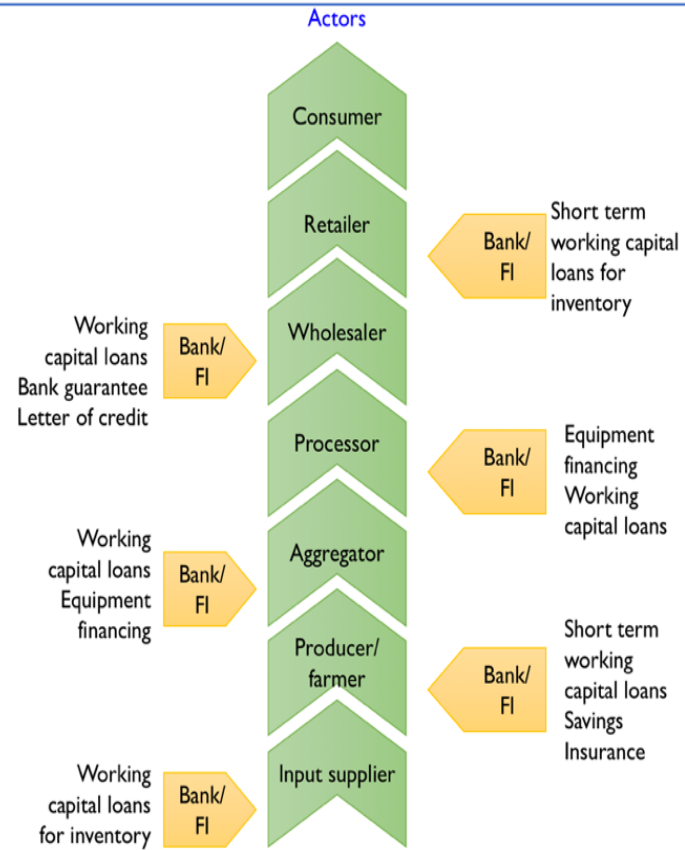 Actors
Consumer
Retailer
Bank/
FI
Short term
working capital
loans for
inventory
Wholesaler
Working
capital loans
Bank guarantee
Letter of credit
Bank/
FI
Processor
Bank/
FI
Equipment
financing
Working
capital loans
Aggregator
Working
capital loans
Equipment
financing
Bank/
FI
Producer/
farmer
Bank/
FI
Short term
working
capital loans
Savings
Insurance
Input supplier
Working
capital loans
for inventory
Bank/
FI